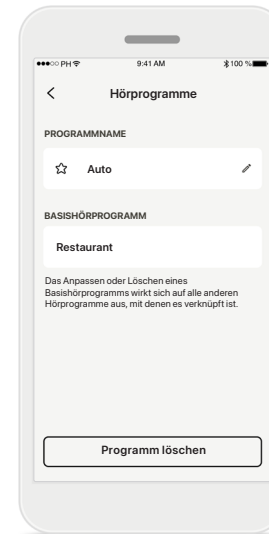 PH 9:41 AM 100 %
Hörprogramme
PROGRAMMNAME
Auto
BASISHÖRPROGRAMM
Restaurant
Das Anpassen oder Löschen eines
Basishörprogramms wirkt sich auf alle anderen
Hörprogramme aus, mit denen es verknüpft ist.
Programm löschen